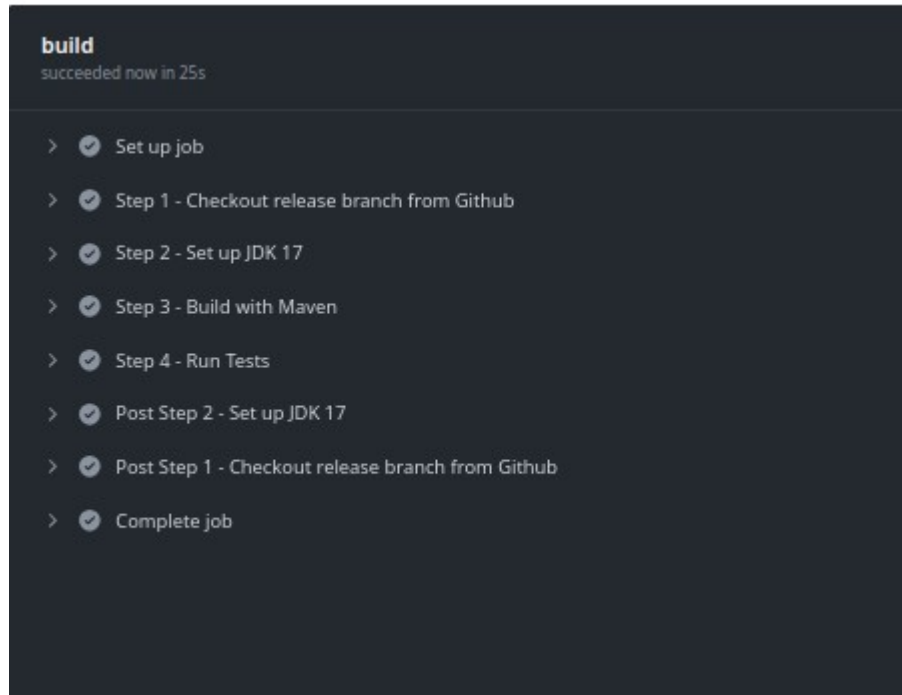 build
succeeded now in 25s
Set up job
Step 1 - Checkout release branch from Github
Step 2 - Set up JDK 17
Step 3 - Build with Maven
Step 4 - Run Tests
Post Step 2 - Set up JDK 17
Post Step 1 - Checkout release branch from Github
Complete job